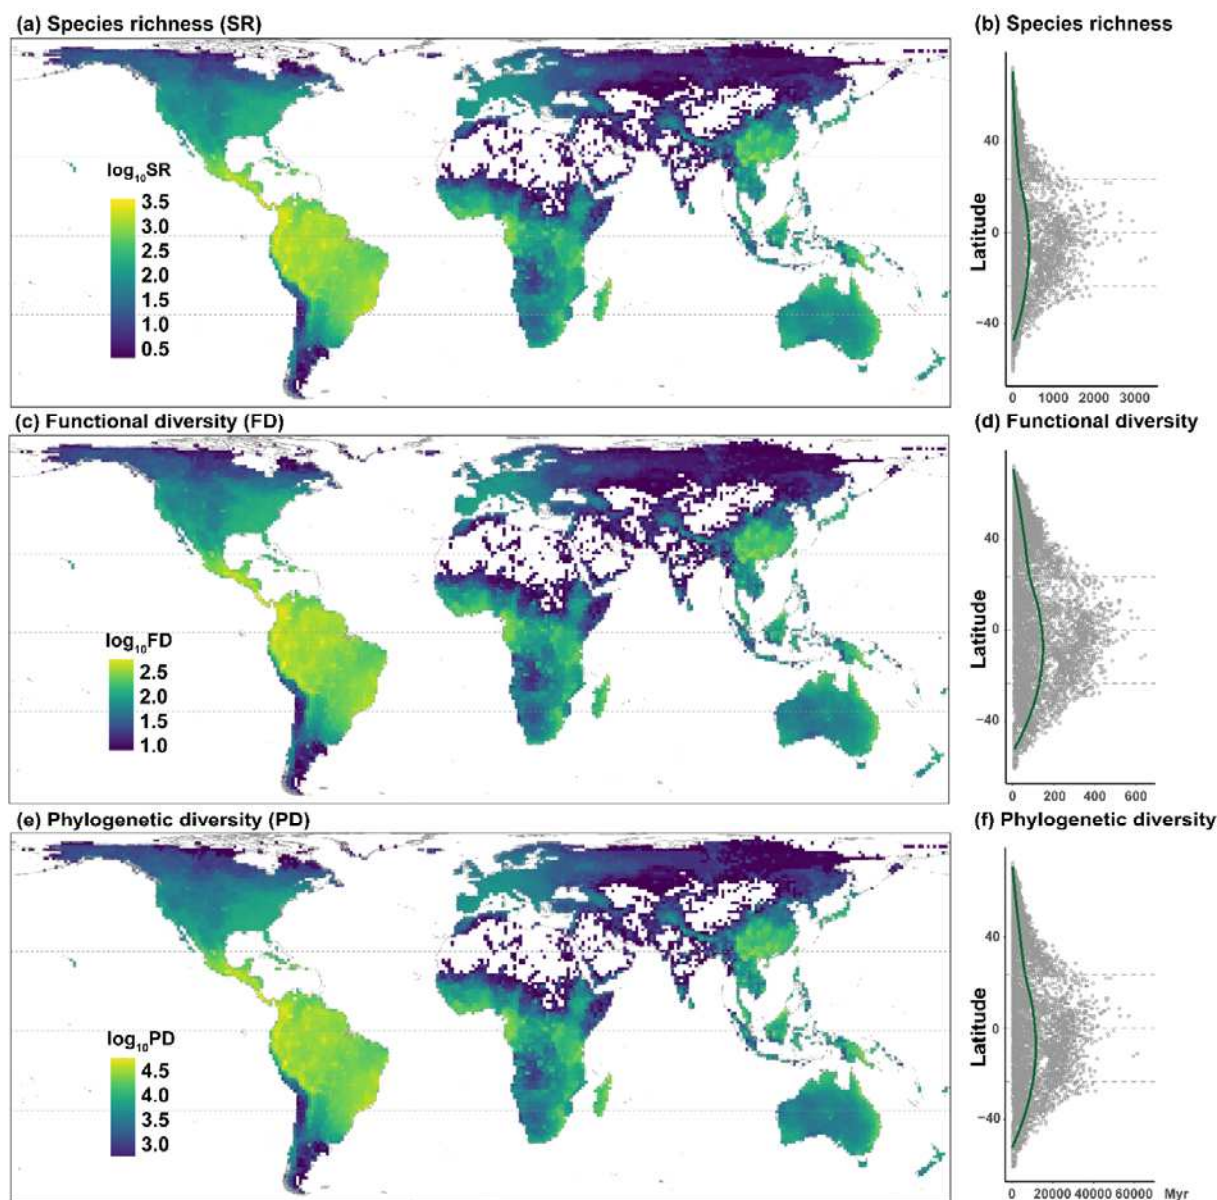 (a) Species richness (SR)
(b) Species richness
log₁₀SR
3.5
3.0
2.5
2.0
1.5
1.0
0.5
Latitude
40
0
−40
0 1000 2000 3000
(c) Functional diversity (FD)
(d) Functional diversity
log₁₀FD
2.5
2.0
1.5
1.0
Latitude
40
0
−40
0 200 400 600
(e) Phylogenetic diversity (PD)
(f) Phylogenetic diversity
log₁₀PD
4.5
4.0
3.5
3.0
Latitude
40
0
−40
0 20000 40000 60000 Myr